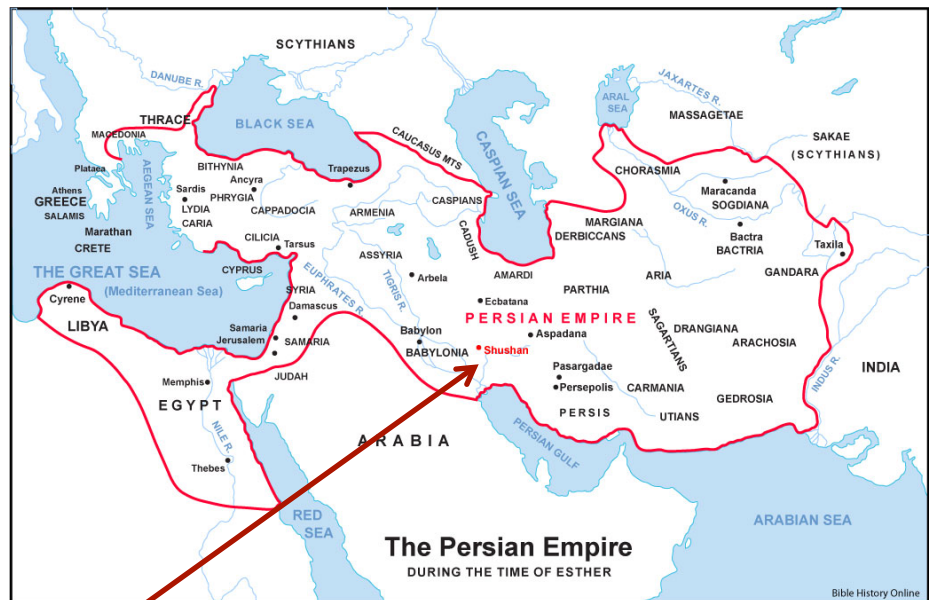 SCYTHIANS
DANUBE R.
THRACE
MACEDONIA
BLACK SEA
CAUCASUS MTS
CASPIAN SEA
ARAL
SEA
JAXARTES R.
MASSAGETAE
SAKAE
(SCYTHIANS)
Plataea
Athens
GREECE
SALAMIS
Marathan
CRETE
AEGEAN SEA
BITHYNIA
Ancyra
Sardis
PHRYGIA
LYDIA
CARIA
CAPPADOCIA
Trapezus
ARMENIA
CASPIANS
CADUSH
CHORASMIA
Maracanda
SOGDIANA
OXUS R.
MARGIANA
DERBICCANS
Bactra
BACTRIA
Taxila
GANDARA
CILICIA
Tarsus
THE GREAT SEA
(Mediterranean Sea)
CYPRUS
SYRIA
Damascus
EUPHRATES R.
ASSYRIA
TIGRIS R.
Arbela
AMARDI
PARTHIA
ARIA
Ecbatana
PERSIAN EMPIRE
SAGARTIANS
DRANGIANA
ARACHOSIA
Cyrene
LIBYA
Samaria
Jerusalem
SAMARIA
JUDAH
Babylon
BABYLONIA
Shushan
Aspadana
Pasargadae
Persepolis
CARMANIA
PERSIS
UTIANS
GEDROSIA
INDUS R.
INDIA
Memphis
EGYPT
NILE R.
Thebes
ARABIA
PERSIAN GULF
RED
SEA
ARABIAN SEA
The Persian Empire
DURING THE TIME OF ESTHER
Bible History Online